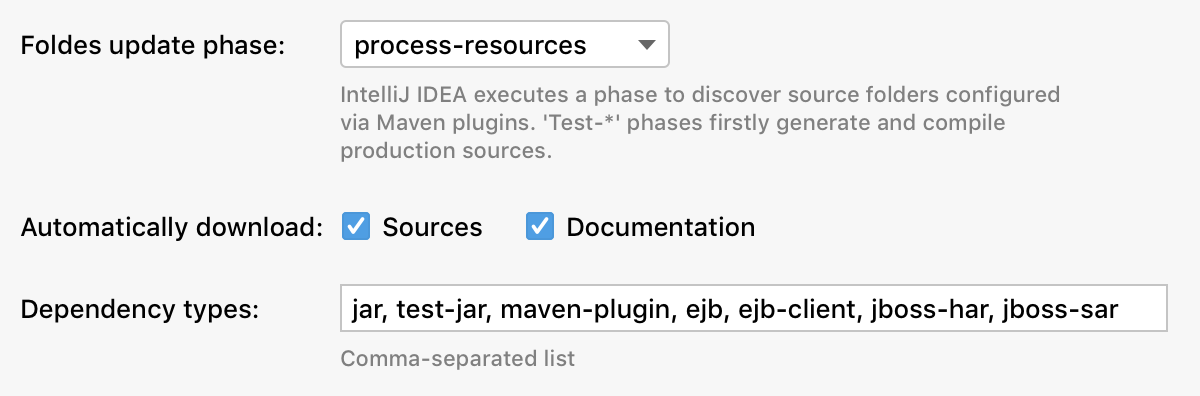 Foldes update phase: process-resources
IntelliJ IDEA executes a phase to discover source folders configured
via Maven plugins. 'Test-*' phases firstly generate and compile
production sources.
Automatically download: Sources Documentation
Dependency types: jar, test-jar, maven-plugin, ejb, ejb-client, jboss-har, jboss-sar
Comma-separated list